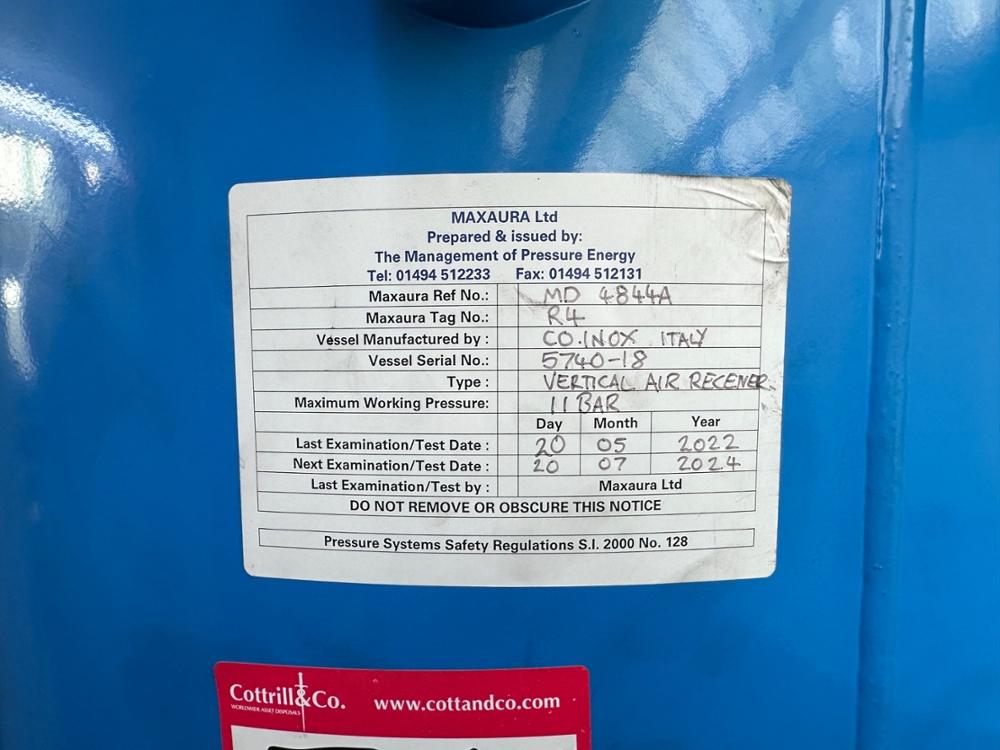 MAXAURA Ltd
Prepared & issued by:
The Management of Pressure Energy
Tel: 01494 512233 Fax: 01494 512131
Maxaura Ref No.: MD 4844A
Maxaura Tag No.: R4
Vessel Manufactured by : CO.INOX ITALY
Vessel Serial No.: 5740-18
Type : VERTICAL AIR RECENER.
Maximum Working Pressure: 11 BAR
Day Month Year
Last Examination/Test Date : 20 05 2022
Next Examination/Test Date : 20 07 2024
Last Examination/Test by : Maxaura Ltd
DO NOT REMOVE OR OBSCURE THIS NOTICE
Pressure Systems Safety Regulations S.I. 2000 No. 128
Cottrill&Co. www.cottandco.com
WORLDWIDE ASSET DISPOSALS